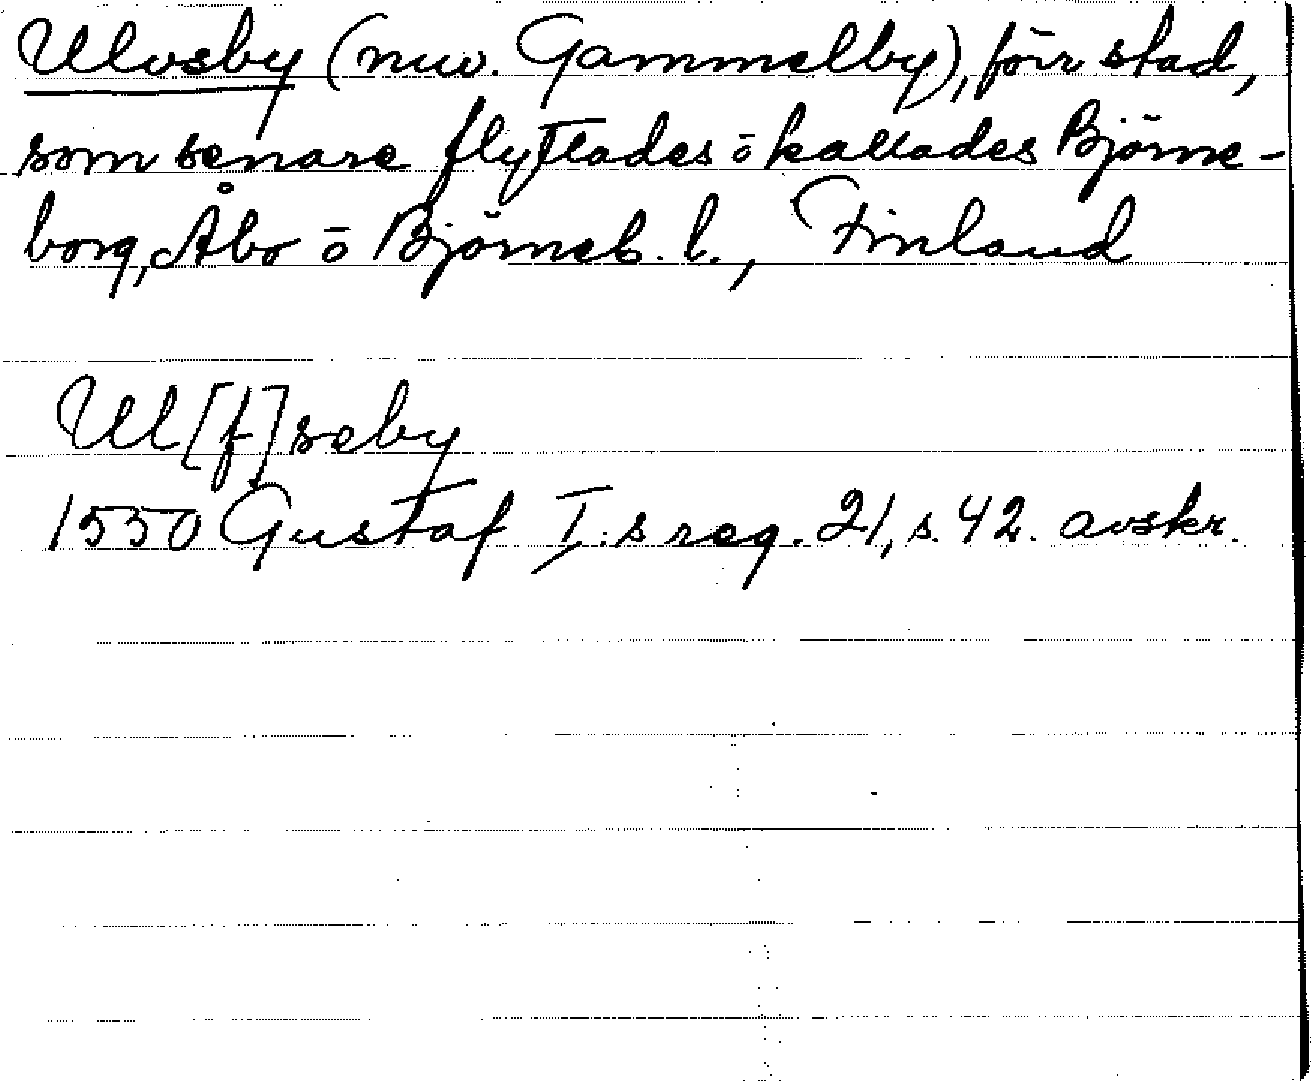 Ulvsby (nuv. Gammelby), förr stad,
som senare flyttades ō kallades Björne-
borg, Åbo ō Björneb. l., Finland
Ul[f]seby
1550 Gustaf I:s reg. 21, s. 42. avskr.